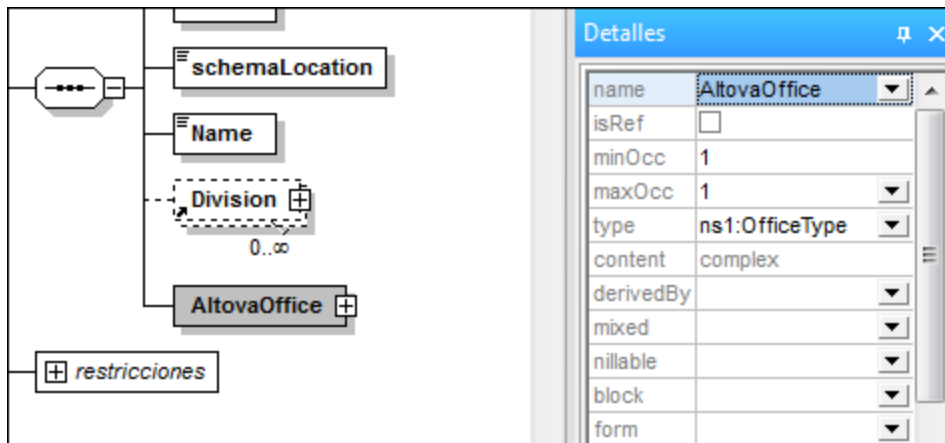 schemaLocation
Name
Division
0..∞
AltovaOffice
restricciones
Detalles
name AltovaOffice
isRef
minOcc 1
maxOcc 1
type ns1:OfficeType
content complex
derivedBy
mixed
nillable
block
form